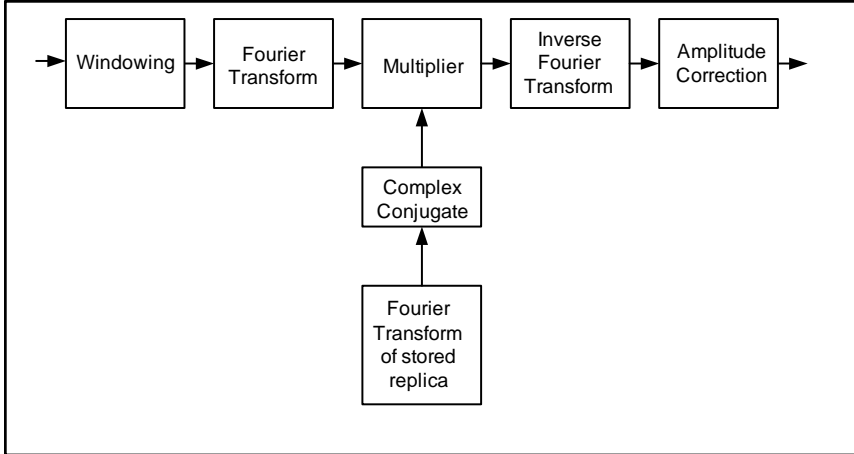 Windowing
Fourier
Transform
Multiplier
Inverse
Fourier
Transform
Amplitude
Correction
Complex
Conjugate
Fourier
Transform
of stored
replica